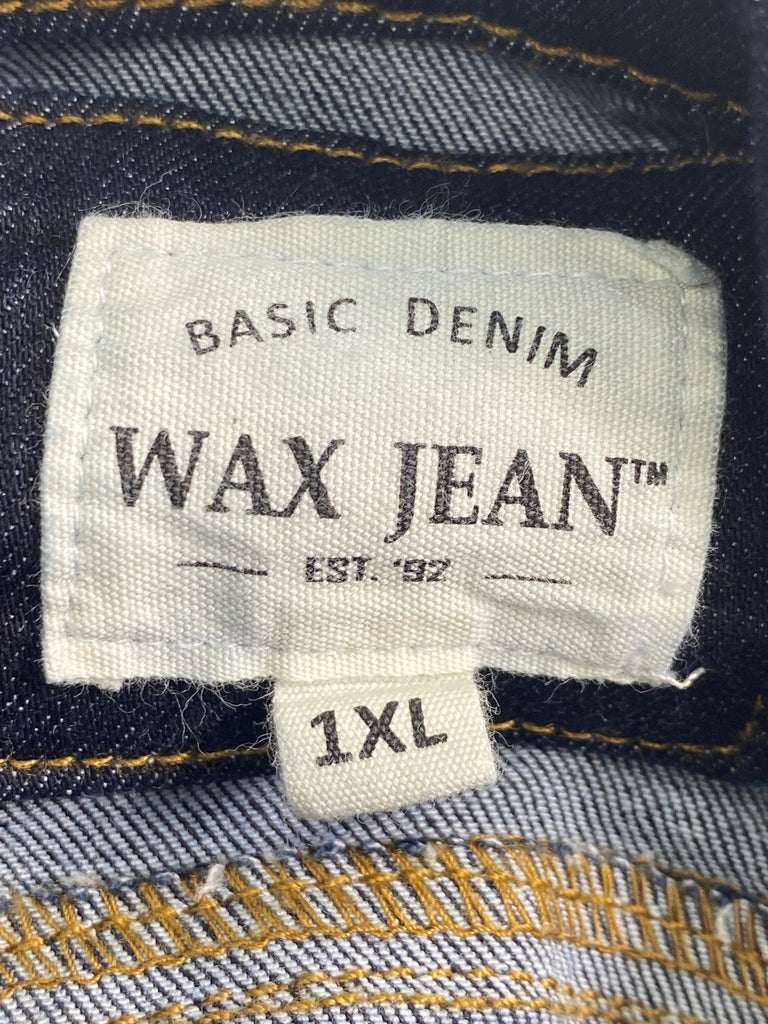 BASIC DENIM
WAX JEAN™
EST. '92
1XL